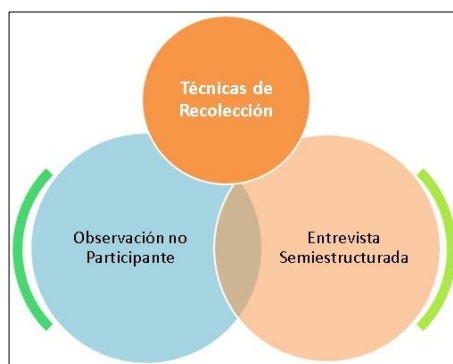 Técnicas de
Recolección
Observación no
Participante
Entrevista
Semiestructurada